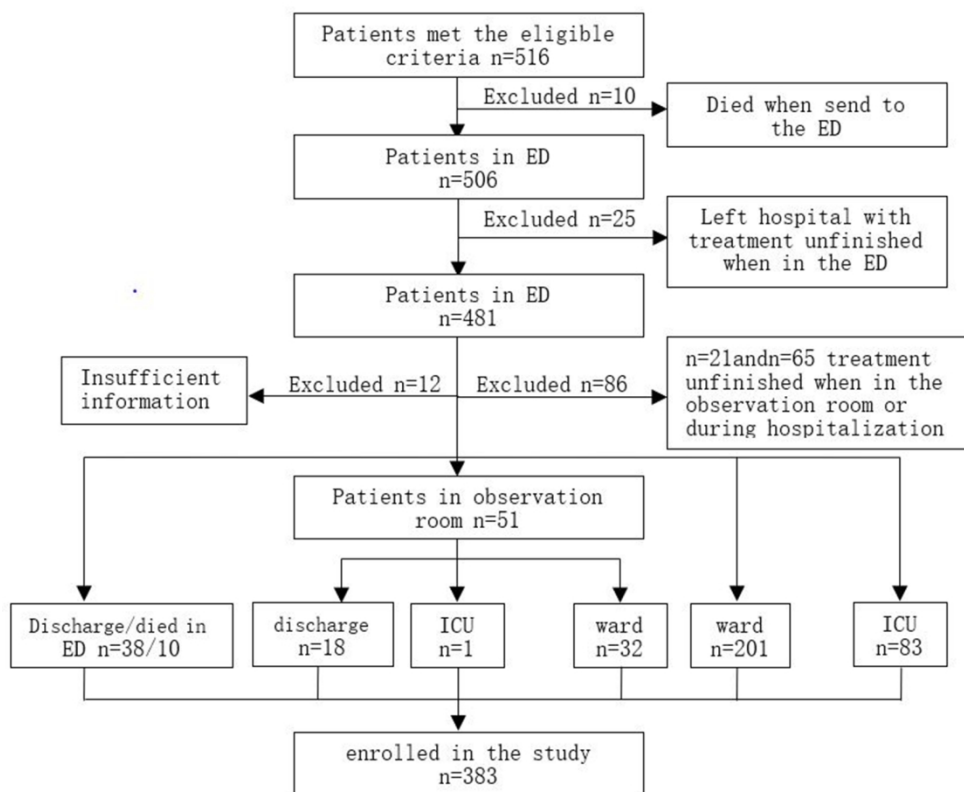 Patients met the eligible
criteria n=516
Excluded n=10
Died when send to
the ED
Patients in ED
n=506
Excluded n=25
Left hospital with
treatment unfinished
when in the ED
Patients in ED
n=481
Insufficient
information
Excluded n=12
Excluded n=86
n=21andn=65 treatment
unfinished when in the
observation room or
during hospitalization
Patients in observation
room n=51
Discharge/died in
ED n=38/10
discharge
n=18
ICU
n=1
ward
n=32
ward
n=201
ICU
n=83
enrolled in the study
n=383